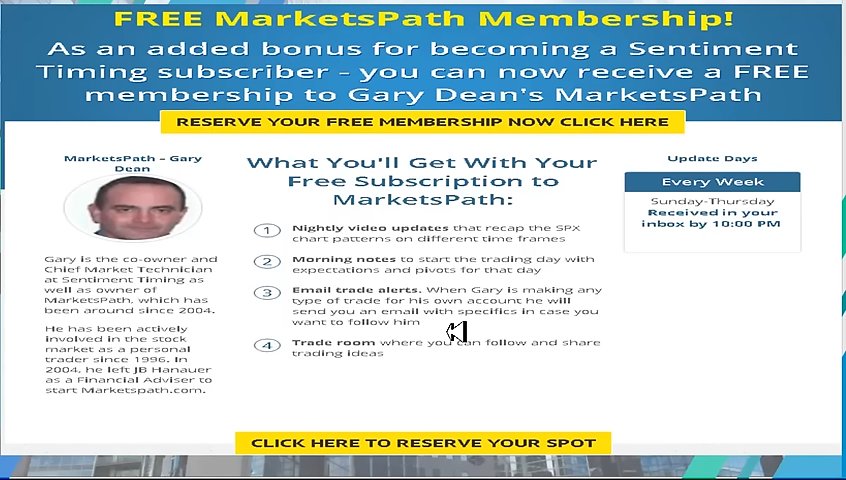 FREE MarketsPath Membership!
As an added bonus for becoming a Sentiment
Timing subscriber - you can now receive a FREE
membership to Gary Dean's MarketsPath
RESERVE YOUR FREE MEMBERSHIP NOW CLICK HERE
MarketsPath - Gary
Dean
Gary is the co-owner and
Chief Market Technician
at Sentiment Timing as
well as owner of
MarketsPath, which has
been around since 2004.
He has been actively
involved in the stock
market as a personal
trader since 1996. In
2004, he left JB Hanauer
as a Financial Adviser to
start Marketspath.com.
What You'll Get With Your
Free Subscription to
MarketsPath:
1 Nightly video updates that recap the SPX
chart patterns on different time frames
2 Morning notes to start the trading day with
expectations and pivots for that day
3 Email trade alerts. When Gary is making any
type of trade for his own account he will
send you an email with specifics in case you
want to follow him
4 Trade room where you can follow and share
trading ideas
Update Days
Every Week
Sunday-Thursday
Received in your
inbox by 10:00 PM
CLICK HERE TO RESERVE YOUR SPOT